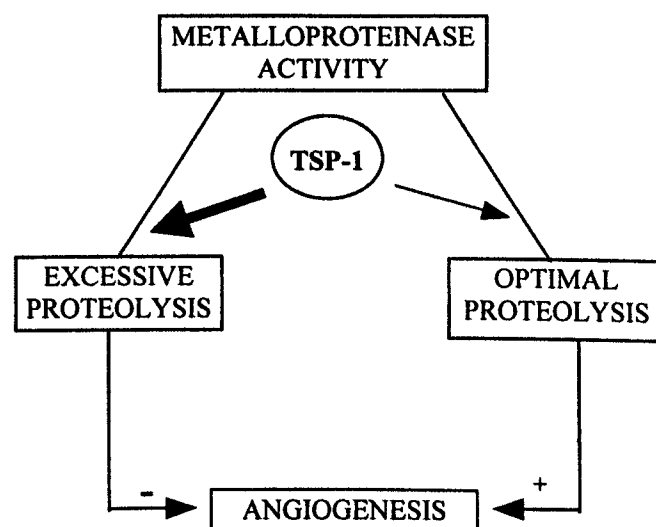 METALLOPROTEINASE
ACTIVITY
TSP-1
EXCESSIVE
PROTEOLYSIS
OPTIMAL
PROTEOLYSIS
-
+
ANGIOGENESIS